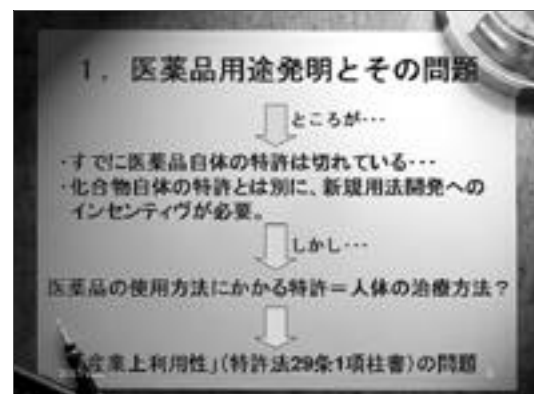 1．医薬品用途発明とその問題
ところが…
・すでに医薬品自体の特許は切れている…
・化合物自体の特許とは別に、新規用法開発への
インセンティヴが必要。
しかし…
医薬品の使用方法にかかる特許＝人体の治療方法？
「産業上利用性」（特許法29条1項柱書）の問題